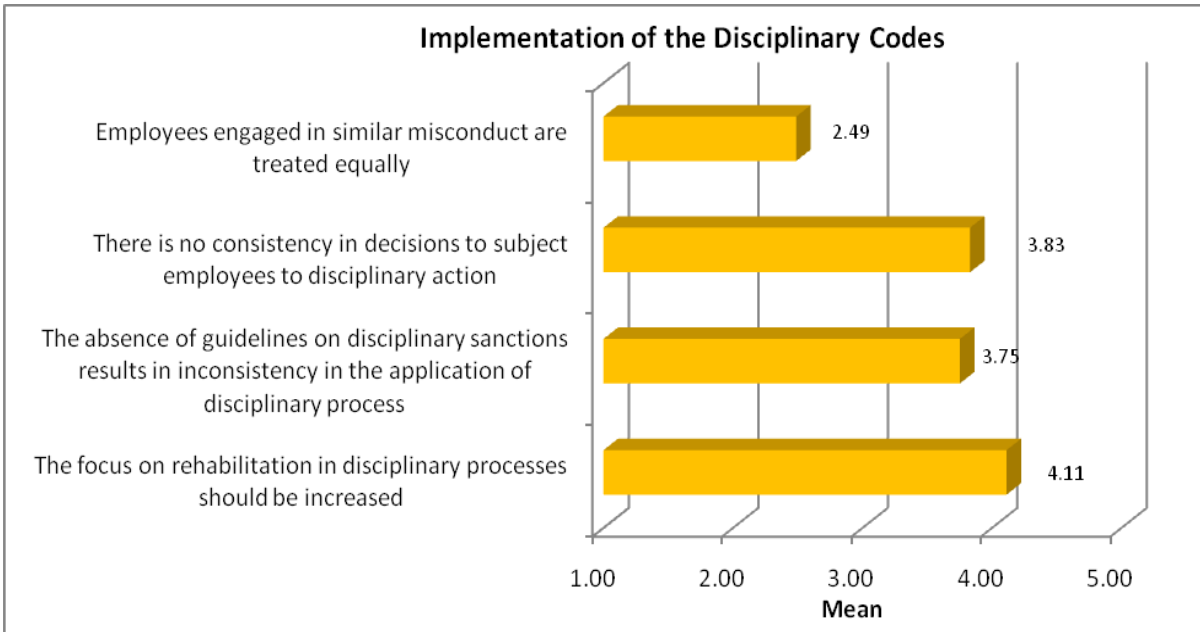 Implementation of the Disciplinary Codes
Employees engaged in similar misconduct are
treated equally
2.49
There is no consistency in decisions to subject
employees to disciplinary action
3.83
The absence of guidelines on disciplinary sanctions
results in inconsistency in the application of
disciplinary process
3.75
The focus on rehabilitation in disciplinary processes
should be increased
4.11
1.00 2.00 3.00 4.00 5.00
Mean